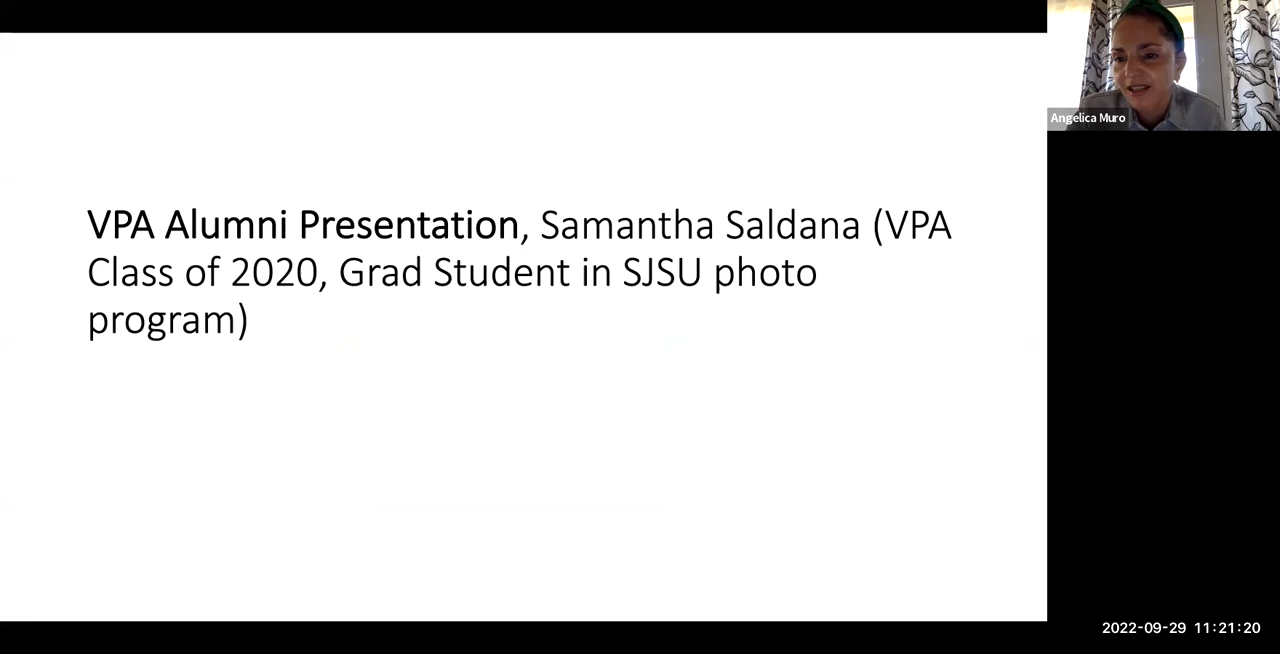 VPA Alumni Presentation, Samantha Saldana (VPA
Class of 2020, Grad Student in SJSU photo
program)
Angelica Muro
2022-09-29 11:21:20